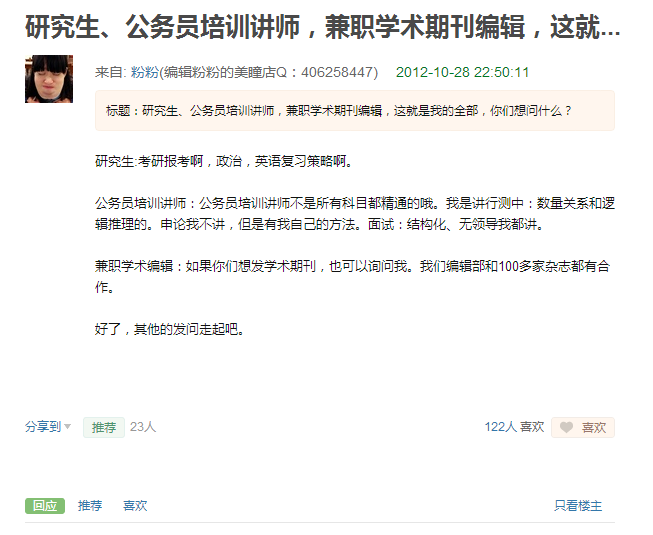 研究生、公务员培训讲师，兼职学术期刊编辑，这就...
来自: 粉粉(编辑粉粉的美瞳店Q：406258447) 2012-10-28 22:50:11
标题：研究生、公务员培训讲师，兼职学术期刊编辑，这就是我的全部，你们想问什么？
研究生:考研报考啊，政治，英语复习策略啊。
公务员培训讲师：公务员培训讲师不是所有科目都精通的哦。我是讲行测中：数量关系和逻
辑推理的。申论我不讲，但是有我自己的方法。面试：结构化、无领导我都讲。
兼职学术编辑：如果你们想发学术期刊，也可以询问我。我们编辑部和100多家杂志都有合
作。
好了，其他的发问走起吧。
分享到 推荐 23人 122人 喜欢 喜欢
回应 推荐 喜欢 只看楼主